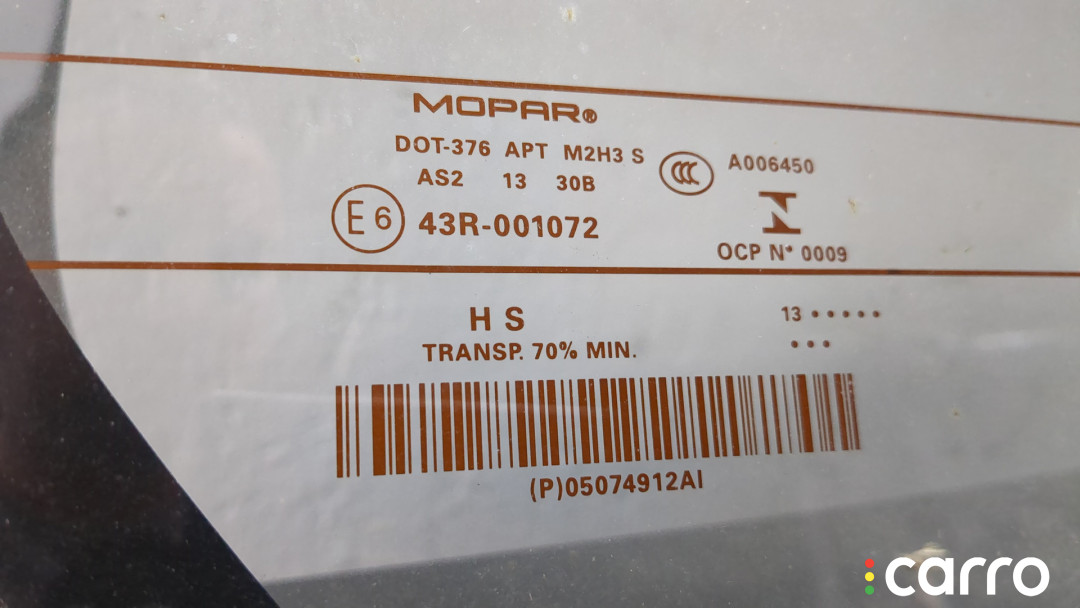 MOPAR®
DOT-376 APT M2H3 S
AS2 13 30B
E6 43R-001072
CCC A006450
OCP N° 0009
H S
TRANSP. 70% MIN.
13 • • • • •
• • •
(P)05074912AI
carro